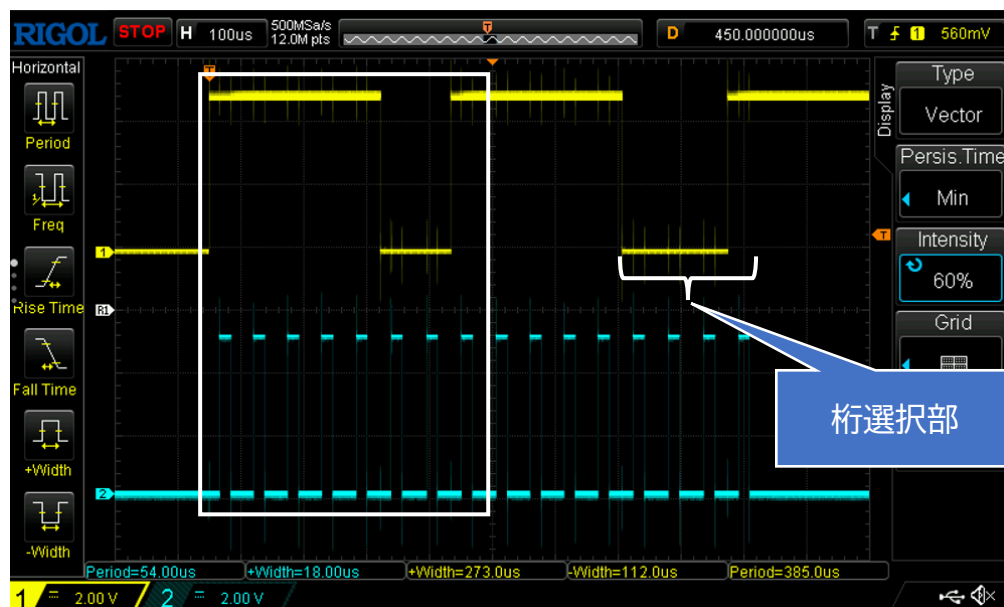 RIGOL STOP H 100us 500MSa/s 12.0M pts D 450.000000us T 1 560mV
Horizontal
Period
Freq
Rise Time
Fall Time
+Width
-Width
T
T
T
1
R1
2
Display
Type
Vector
Persis.Time
Min
Intensity
60%
Grid
桁選択部
Period=54.00us +Width=18.00us +Width=273.0us -Width=112.0us Period=385.0us
1 = 2.00 V 2 = 2.00 V